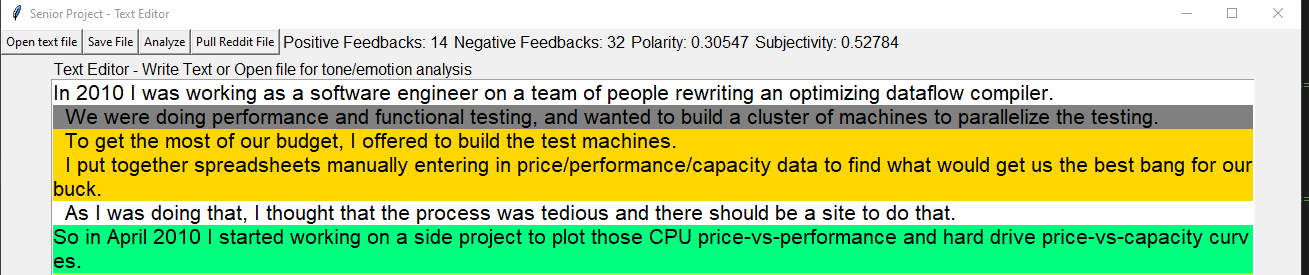 Senior Project - Text Editor
Open text file Save File Analyze Pull Reddit File Positive Feedbacks: 14 Negative Feedbacks: 32 Polarity: 0.30547 Subjectivity: 0.52784
Text Editor - Write Text or Open file for tone/emotion analysis
In 2010 I was working as a software engineer on a team of people rewriting an optimizing dataflow compiler.
We were doing performance and functional testing, and wanted to build a cluster of machines to parallelize the testing.
To get the most of our budget, I offered to build the test machines.
I put together spreadsheets manually entering in price/performance/capacity data to find what would get us the best bang for our
buck.
As I was doing that, I thought that the process was tedious and there should be a site to do that.
So in April 2010 I started working on a side project to plot those CPU price-vs-performance and hard drive price-vs-capacity curv
es.